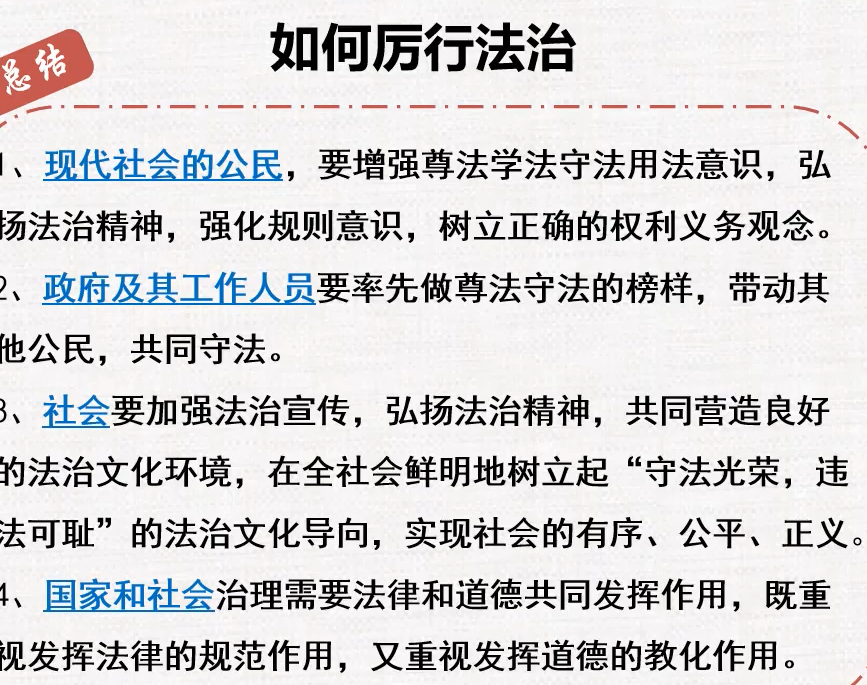 总结
如何厉行法治
1、现代社会的公民，要增强尊法学法守法用法意识，弘
扬法治精神，强化规则意识，树立正确的权利义务观念。
2、政府及其工作人员要率先做尊法守法的榜样，带动其
他公民，共同守法。
3、社会要加强法治宣传，弘扬法治精神，共同营造良好
的法治文化环境，在全社会鲜明地树立起“守法光荣，违
法可耻”的法治文化导向，实现社会的有序、公平、正义。
4、国家和社会治理需要法律和道德共同发挥作用，既重
视发挥法律的规范作用，又重视发挥道德的教化作用。